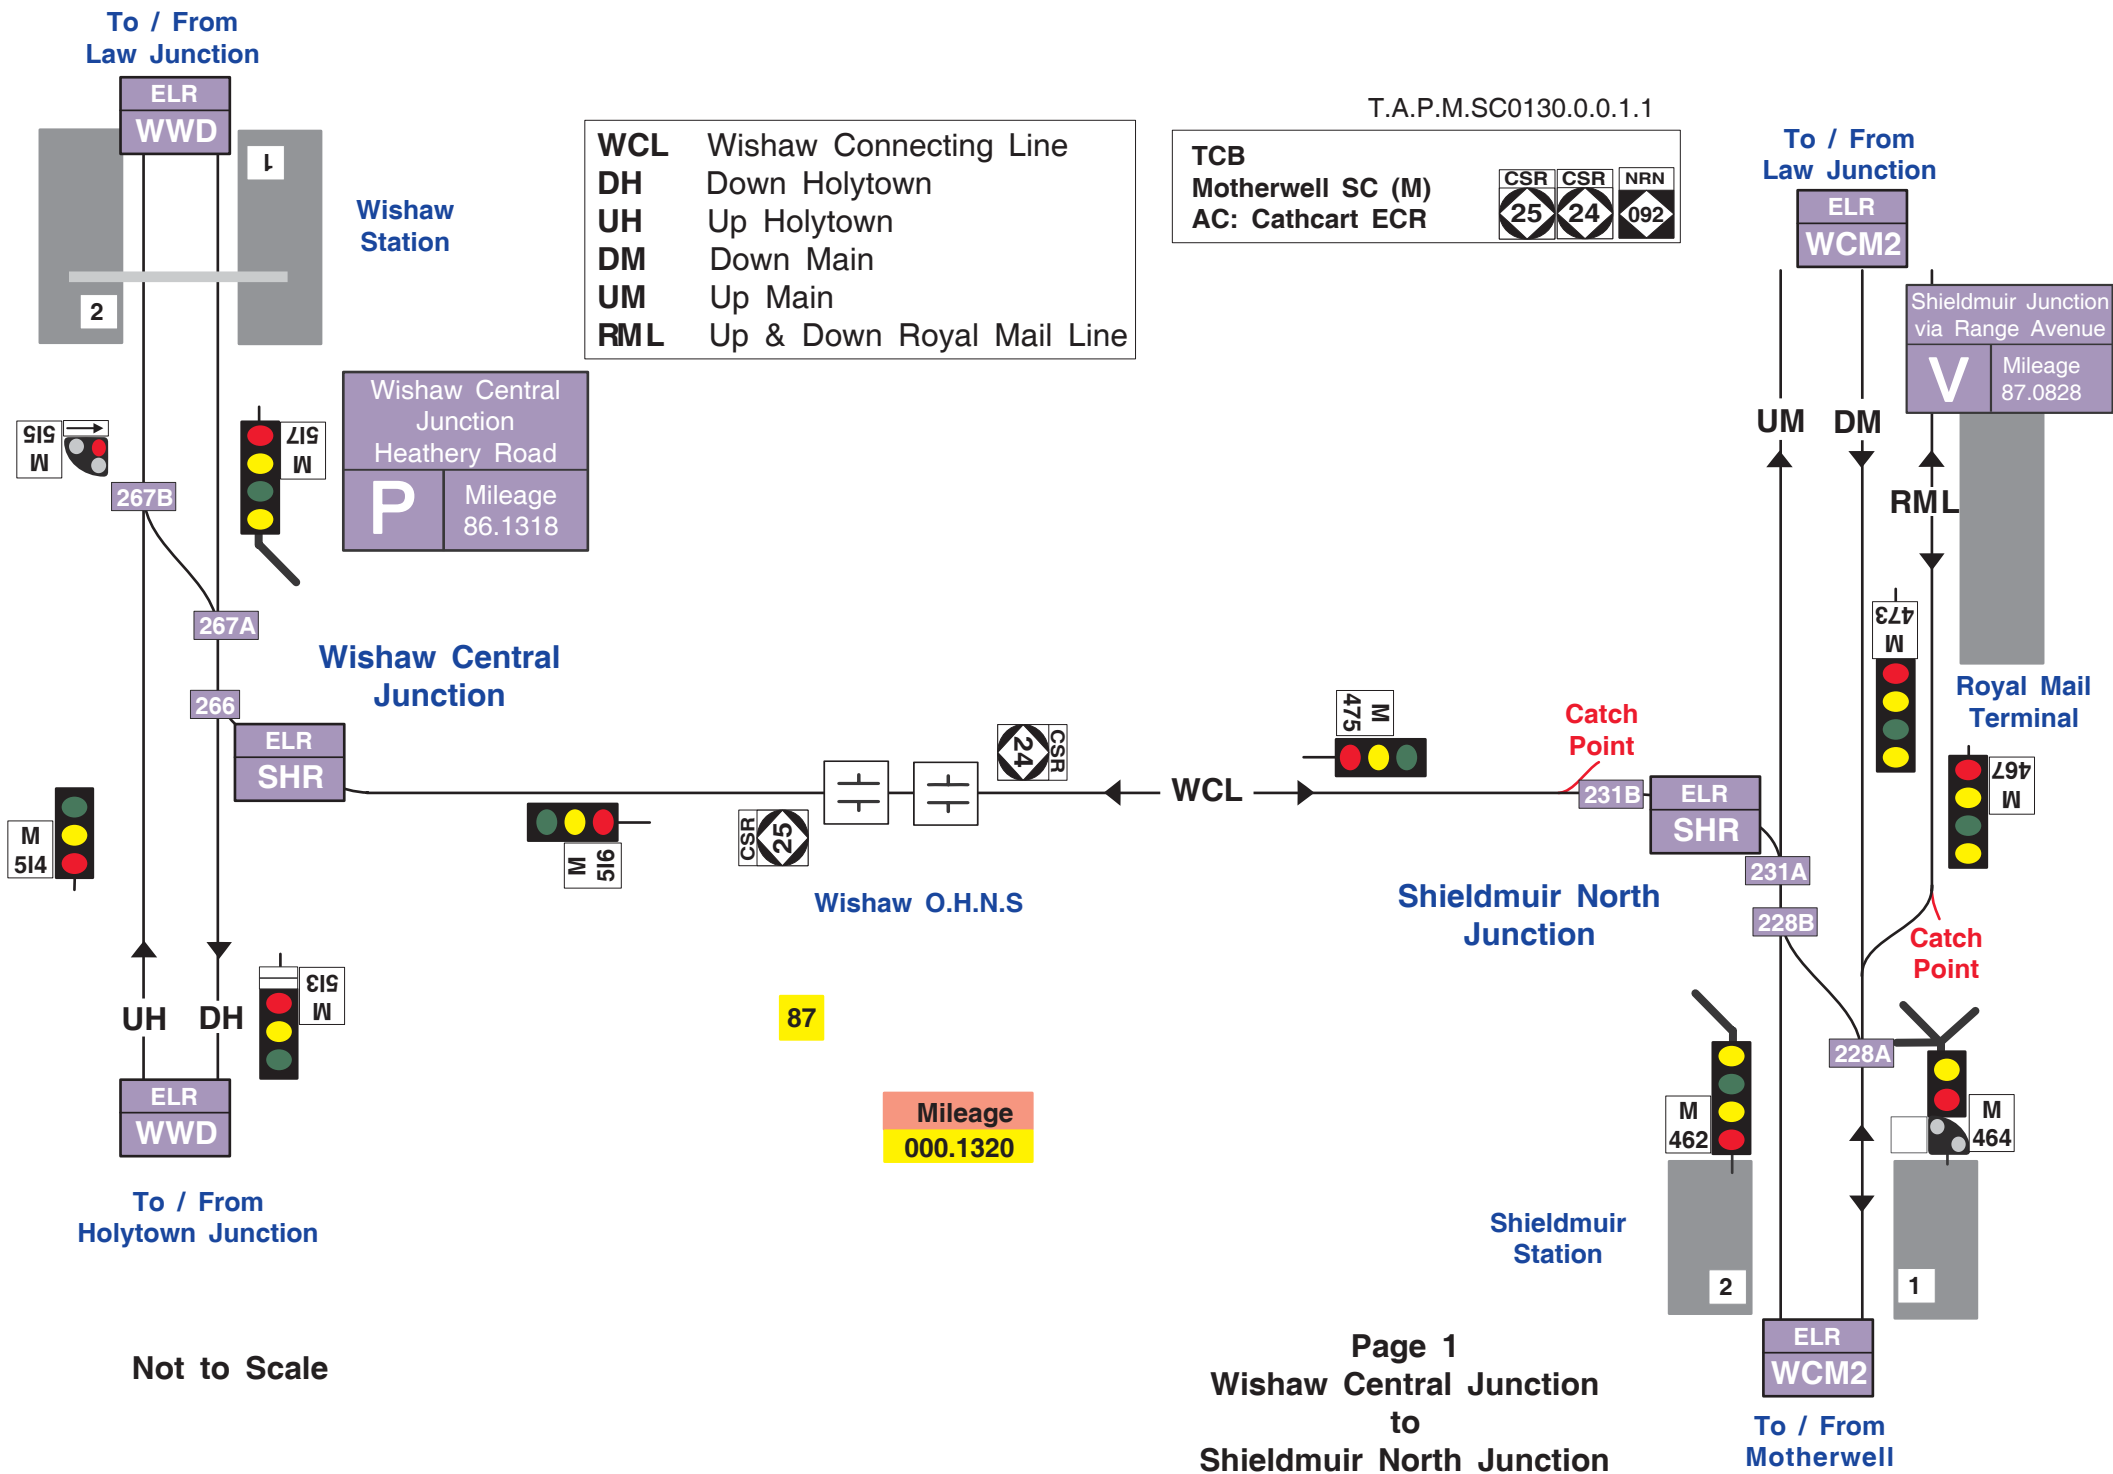 To / From
Law Junction
ELR
WWD
1
2
Wishaw
Station
WCL Wishaw Connecting Line
DH Down Holytown
UH Up Holytown
DM Down Main
UM Up Main
RML Up & Down Royal Mail Line
T.A.P.M.SC0130.0.0.1.1
TCB
Motherwell SC (M)
AC: Cathcart ECR
CSR
25
CSR
24
NRN
092
To / From
Law Junction
ELR
WCM2
Shieldmuir Junction
via Range Avenue
V
Mileage
87.0828
UM
DM
RML
M
5I5
M
5I7
267B
Wishaw Central
Junction
Heathery Road
P
Mileage
86.1318
267A
Wishaw Central
Junction
266
ELR
SHR
M
5I4
M
5I6
CSR
25
CSR
24
Wishaw O.H.N.S
WCL
M
475
Catch
Point
231B
ELR
SHR
231A
228B
Shieldmuir North
Junction
M
473
Royal Mail
Terminal
M
467
Catch
Point
228A
M
5I3
UH
DH
ELR
WWD
To / From
Holytown Junction
87
Mileage
000.1320
M
462
M
464
Shieldmuir
Station
2
1
ELR
WCM2
To / From
Motherwell
Not to Scale
Page 1
Wishaw Central Junction
to
Shieldmuir North Junction